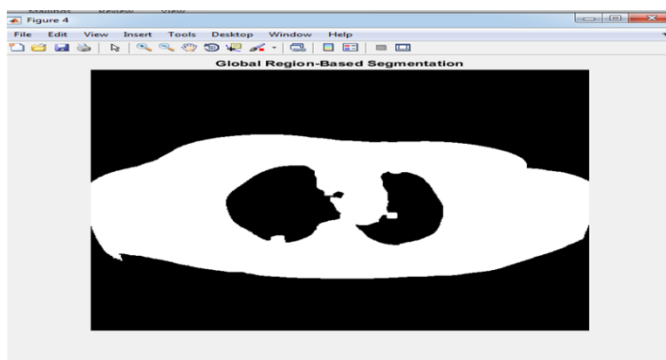 Figure 4
File Edit View Insert Tools Desktop Window Help
Global Region-Based Segmentation